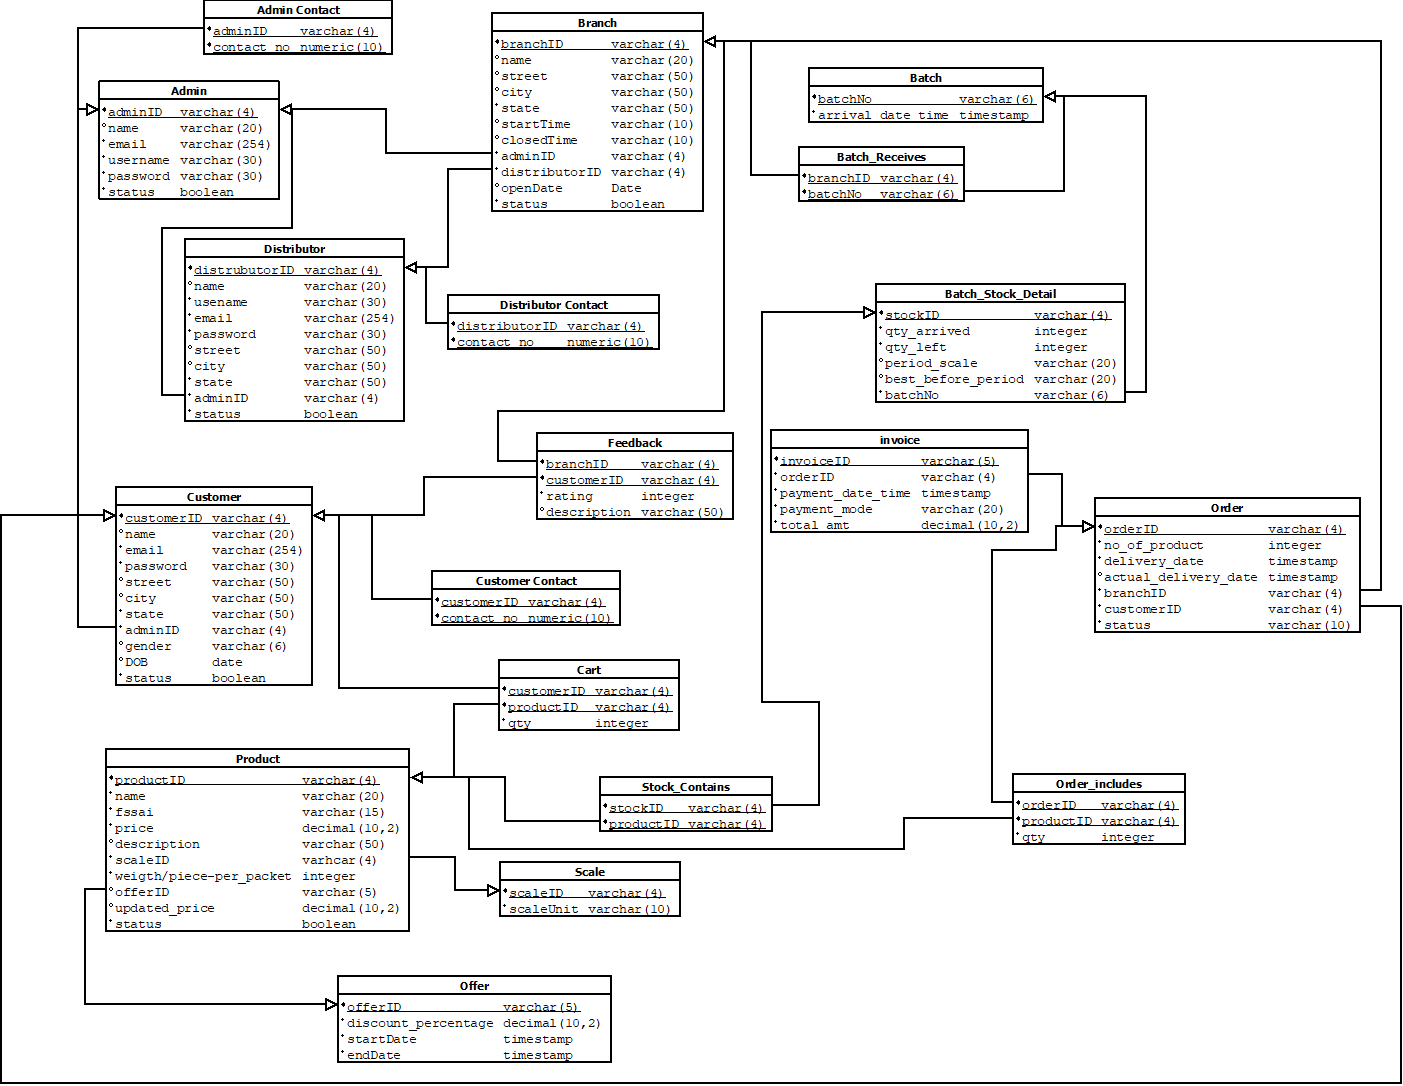 Admin Contact
adminID varchar(4)
contact_no numeric(10)
Branch
branchID varchar(4)
name varchar(20)
street varchar(50)
city varchar(50)
state varchar(50)
startTime varchar(10)
closedTime varchar(10)
adminID varchar(4)
distributorID varchar(4)
openDate Date
status boolean
Batch
batchNo varchar(6)
arrival_date_time timestamp
Admin
adminID varchar(4)
name varchar(20)
email varchar(254)
username varchar(30)
password varchar(30)
status boolean
Batch_Receives
branchID varchar(4)
batchNo varchar(6)
Distributor
distrubutorID varchar(4)
name varchar(20)
usename varchar(30)
email varchar(254)
password varchar(30)
street varchar(50)
city varchar(50)
state varchar(50)
adminID varchar(4)
status boolean
Distributor Contact
distributorID varchar(4)
contact_no numeric(10)
Batch_Stock_Detail
stockID varchar(4)
qty_arrived integer
qty_left integer
period_scale varchar(20)
best_before_period varchar(20)
batchNo varchar(6)
Feedback
branchID varchar(4)
customerID varchar(4)
rating integer
description varchar(50)
invoice
invoiceID varchar(5)
orderID varchar(4)
payment_date_time timestamp
payment_mode varchar(20)
total_amt decimal(10,2)
Customer
customerID varchar(4)
name varchar(20)
email varchar(254)
password varchar(30)
street varchar(50)
city varchar(50)
state varchar(50)
adminID varchar(4)
gender varchar(6)
DOB date
status boolean
Order
orderID varchar(4)
no_of_product integer
delivery_date timestamp
actual_delivery_date timestamp
branchID varchar(4)
customerID varchar(4)
status varchar(10)
Customer Contact
customerID varchar(4)
contact_no numeric(10)
Cart
customerID varchar(4)
productID varchar(4)
qty integer
Product
productID varchar(4)
name varchar(20)
fssai varchar(15)
price decimal(10,2)
description varchar(50)
scaleID varhcar(4)
weigth/piece-per_packet integer
offerID varchar(5)
updated_price decimal(10,2)
status boolean
Stock_Contains
stockID varchar(4)
productID varchar(4)
Order_includes
orderID varchar(4)
productID varchar(4)
qty integer
Scale
scaleID varchar(4)
scaleUnit varchar(10)
Offer
offerID varchar(5)
discount_percentage decimal(10,2)
startDate timestamp
endDate timestamp